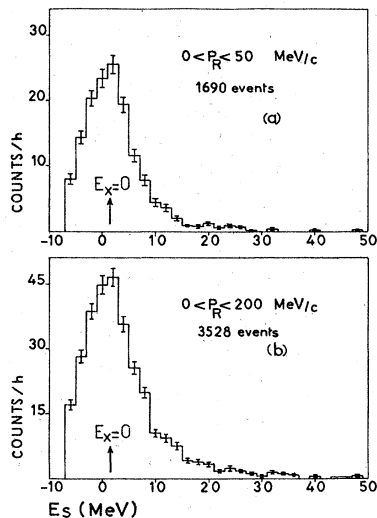 30
20
10
COUNTS/h
0 < P_R < 50 MeV/c
1690 events
(a)
E_X=0
-10 0 10 20 30 40 50
45
30
15
COUNTS/h
0 < P_R < 200 MeV/c
3528 events
(b)
E_X=0
-10 0 10 20 30 40 50
E_S (MeV)